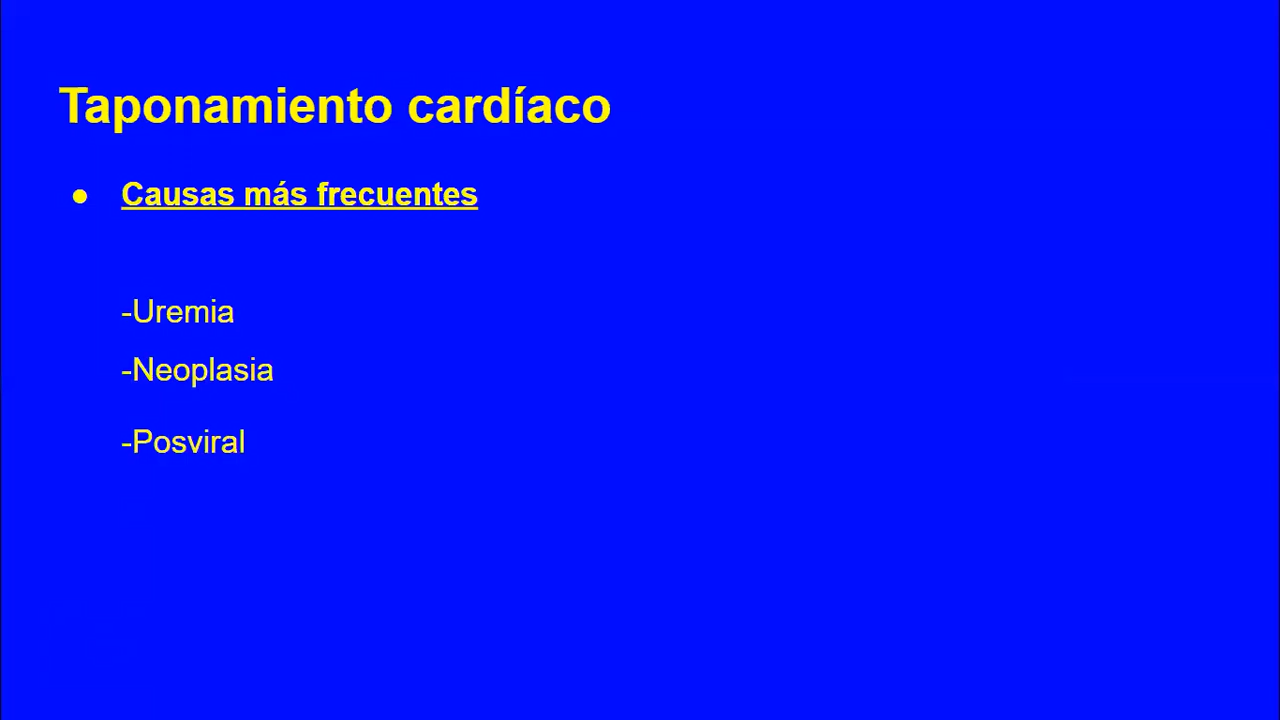 Taponamiento cardíaco
● Causas más frecuentes
-Uremia
-Neoplasia
-Posviral